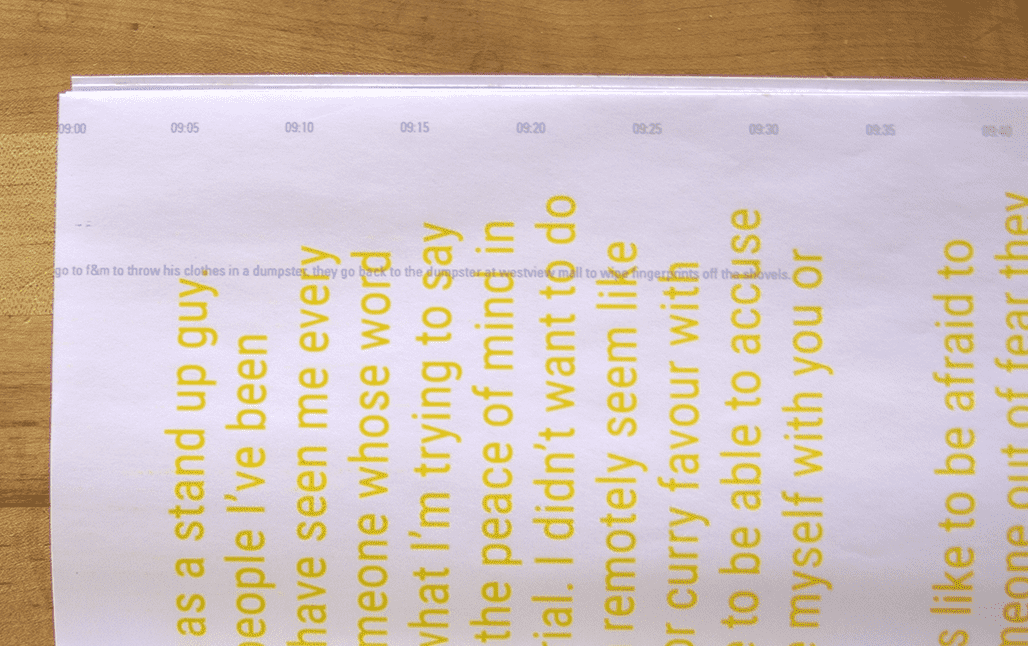 09:00 09:05 09:10 09:15 09:20 09:25 09:30 09:35 09:40
go to f&m to throw his clothes in a dumpster, they go back to the dumpster at westview mall to wipe fingerprints off the shovels.
as a stand up guy.
people I've been
have seen me every
meone whose word
what I'm trying to say
the peace of mind in
rial. I didn't want to do
remotely seem like
or curry favour with
e to be able to accuse
e myself with you or
s like to be afraid to
meone out of fear they